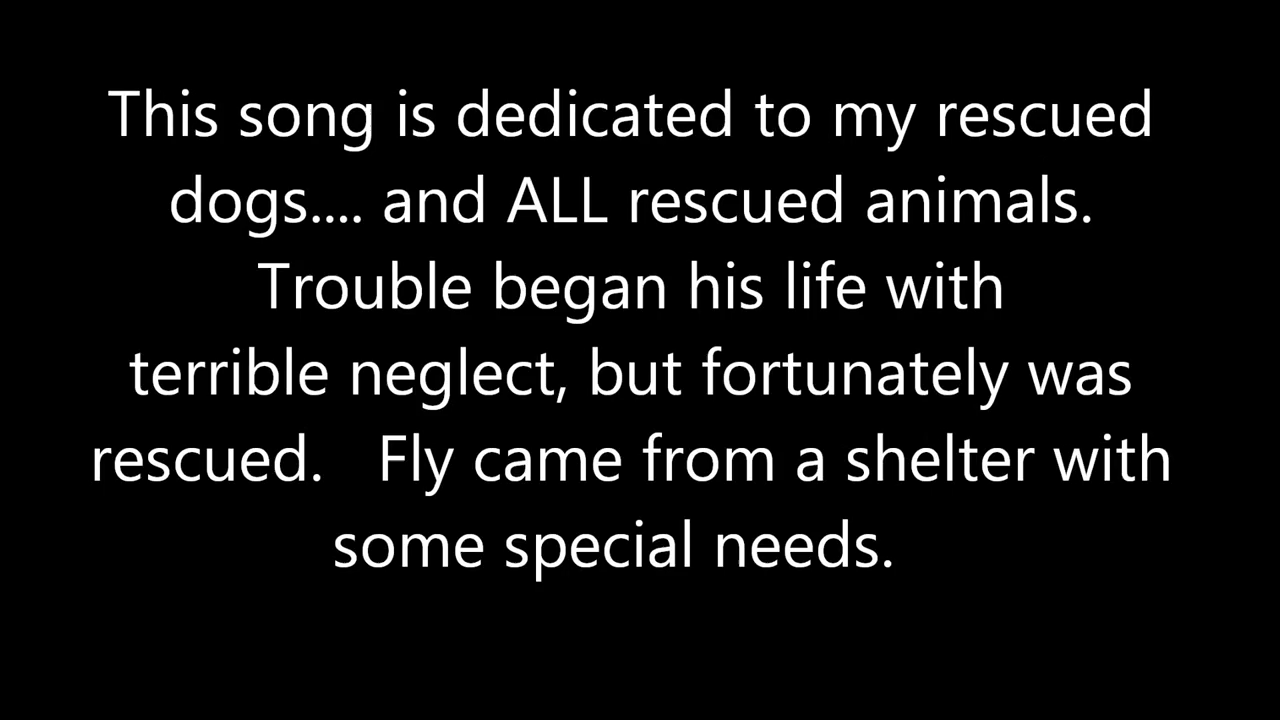 This song is dedicated to my rescued
dogs.... and ALL rescued animals.
Trouble began his life with
terrible neglect, but fortunately was
rescued.   Fly came from a shelter with
some special needs.